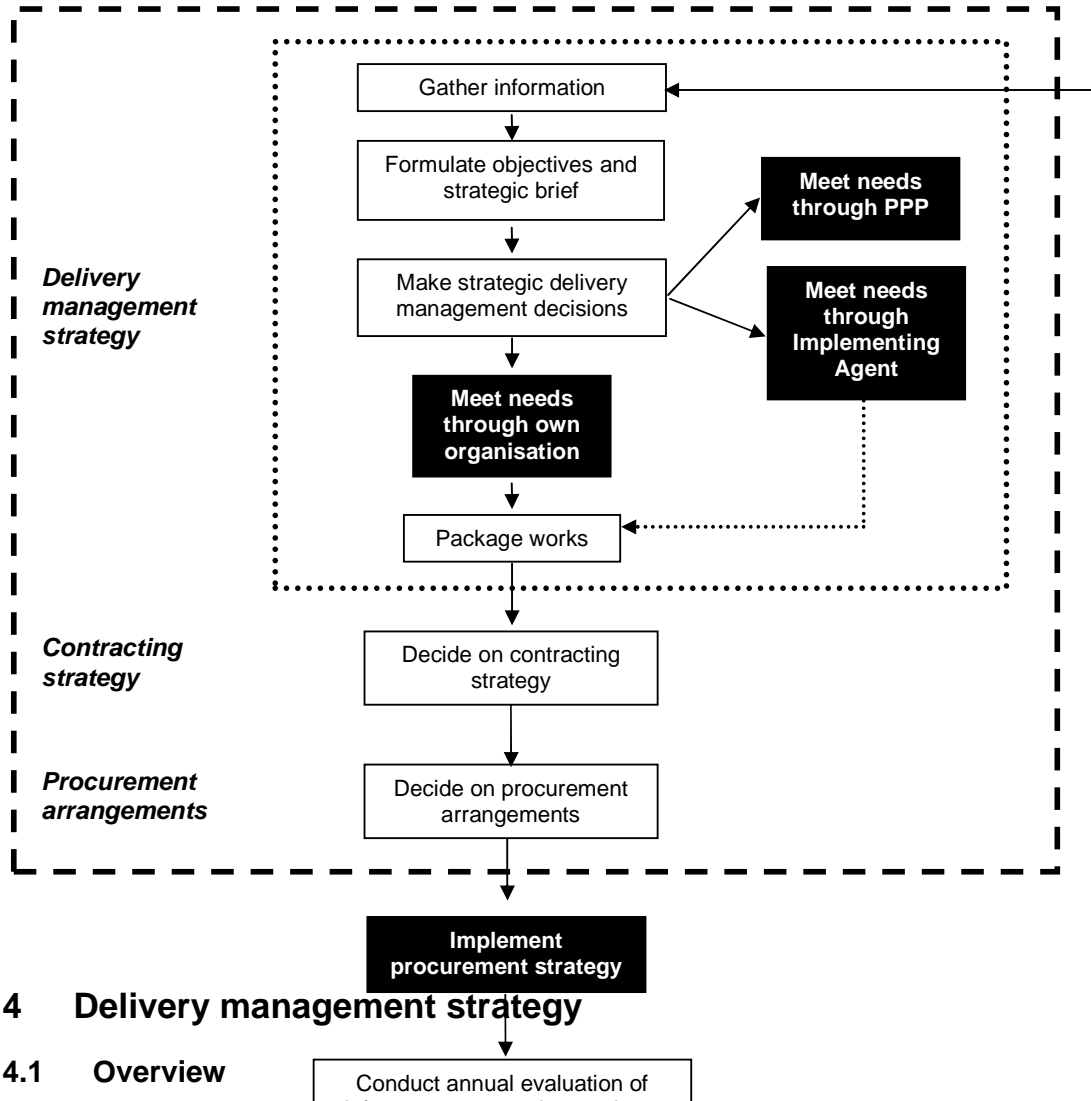 Gather information
Formulate objectives and
strategic brief
Meet needs
through PPP
Delivery
management
strategy
Make strategic delivery
management decisions
Meet needs
through
Implementing
Agent
Meet needs
through own
organisation
Package works
Contracting
strategy
Decide on contracting
strategy
Procurement
arrangements
Decide on procurement
arrangements
Implement
procurement strategy
4 Delivery management strategy
4.1 Overview
Conduct annual evaluation of